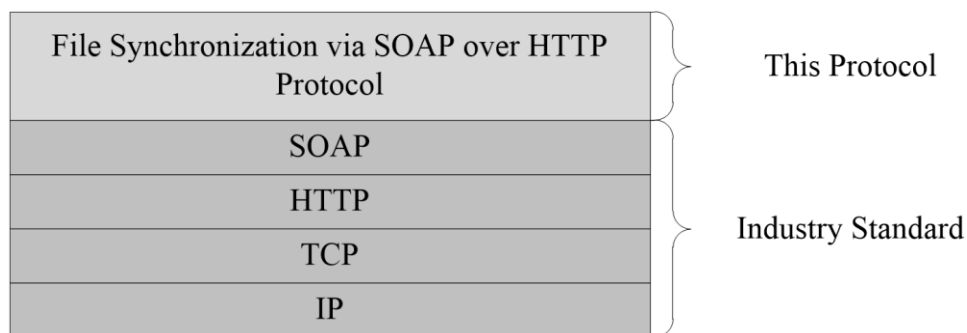 File Synchronization via SOAP over HTTP
Protocol
This Protocol
SOAP
HTTP
TCP
IP
Industry Standard